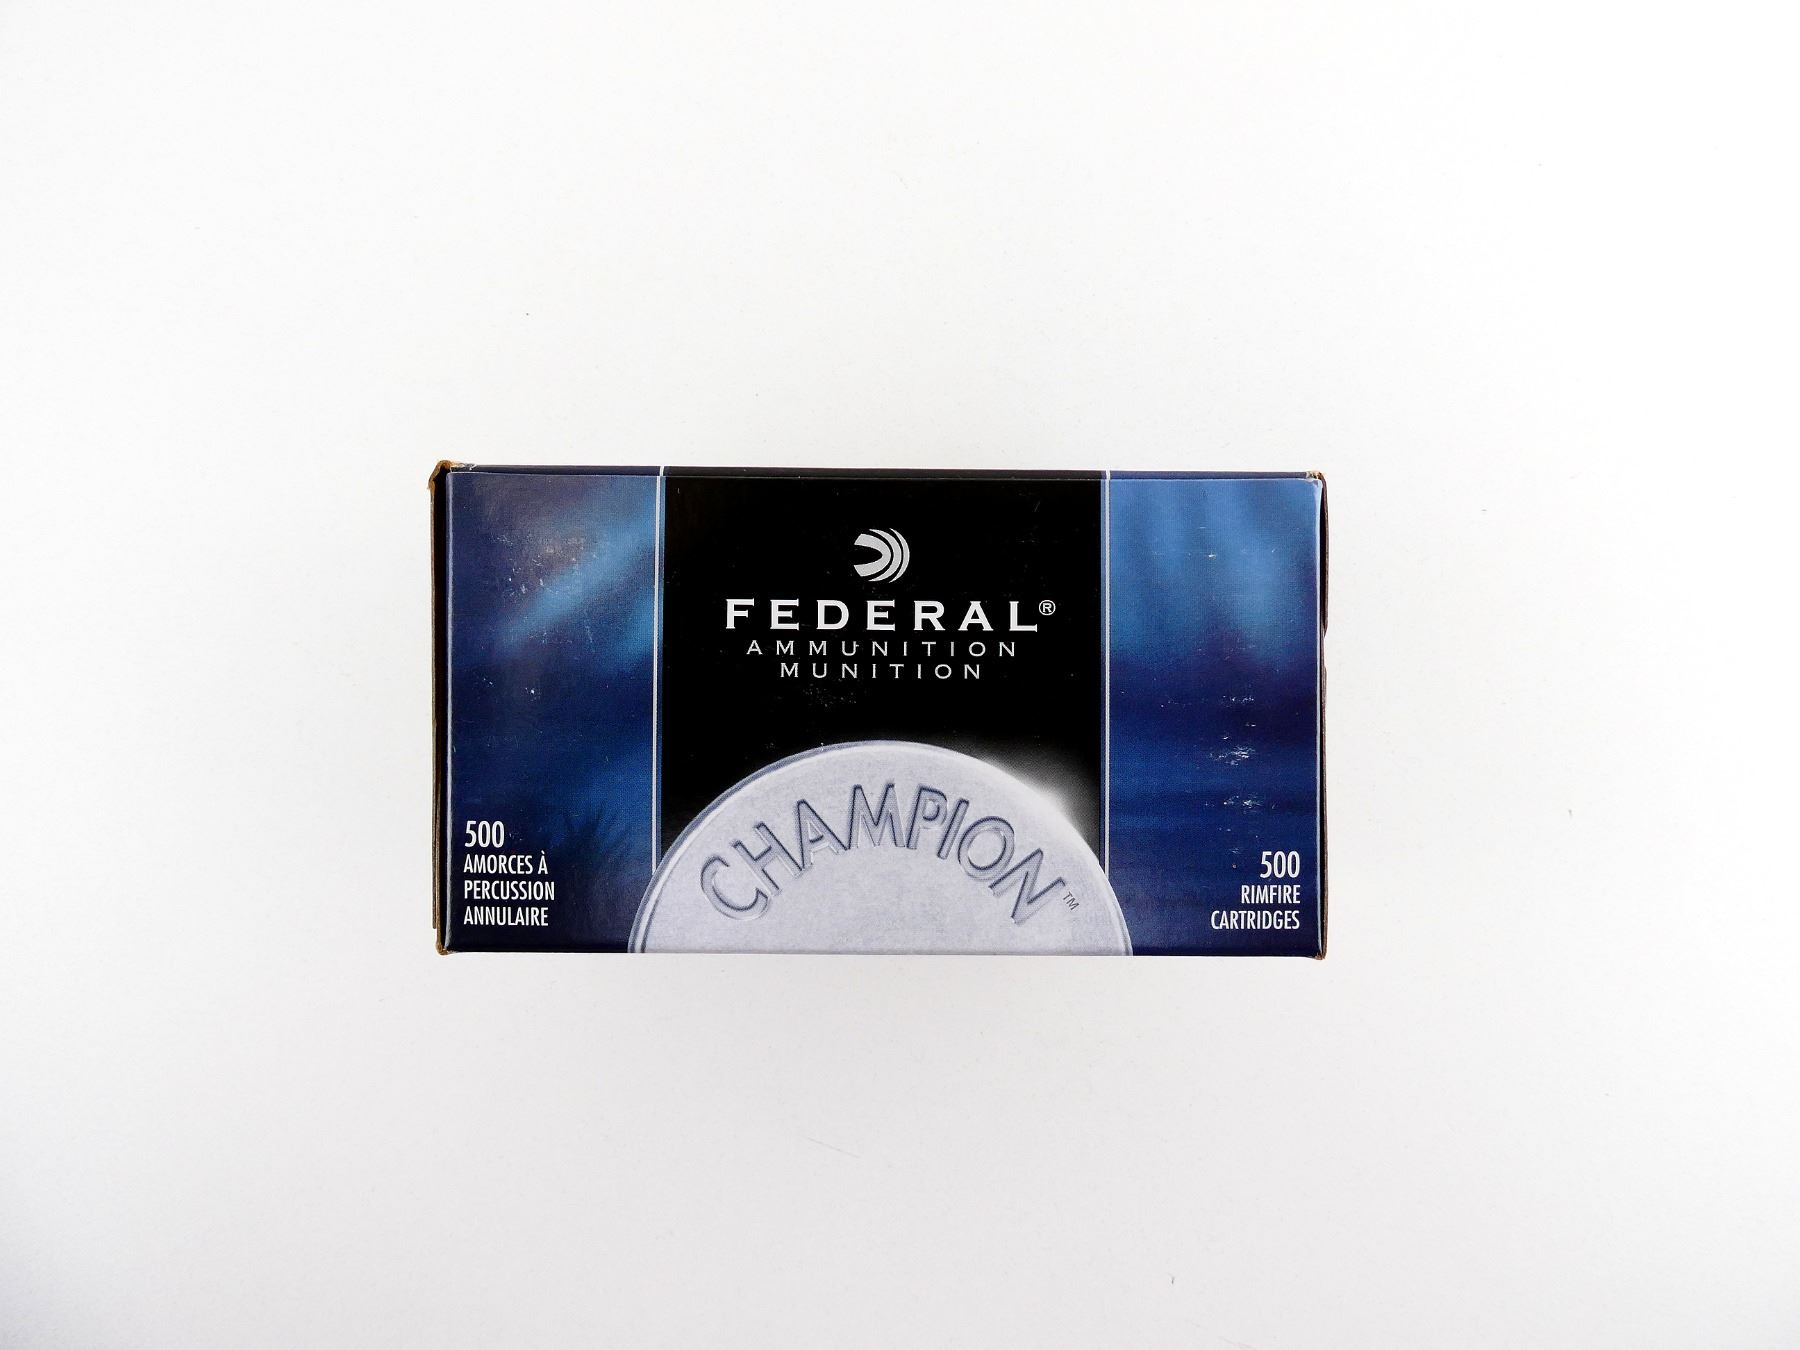 FEDERAL®
AMMUNITION
MUNITION
CHAMPION™
500
AMORCES À
PERCUSSION
ANNULAIRE
500
RIMFIRE
CARTRIDGES